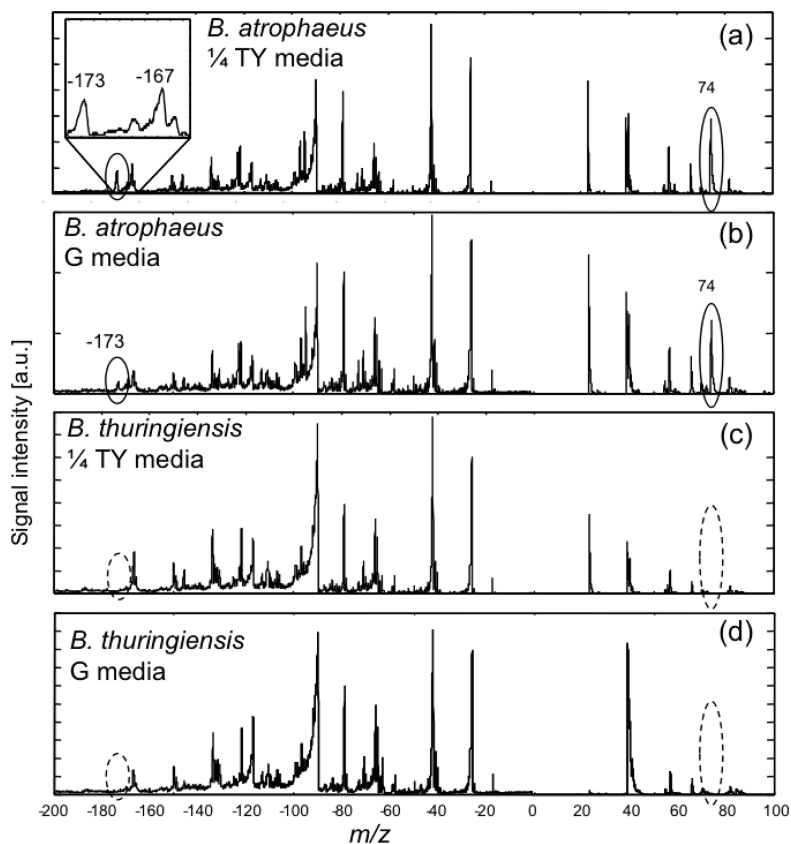 B. atrophaeus
¼ TY media
(a)
-173
-167
74
B. atrophaeus
G media
(b)
-173
74
B. thuringiensis
¼ TY media
(c)
B. thuringiensis
G media
(d)
Signal intensity [a.u.]
-200 -180 -160 -140 -120 -100 -80 -60 -40 -20 0 20 40 60 80 100
m/z